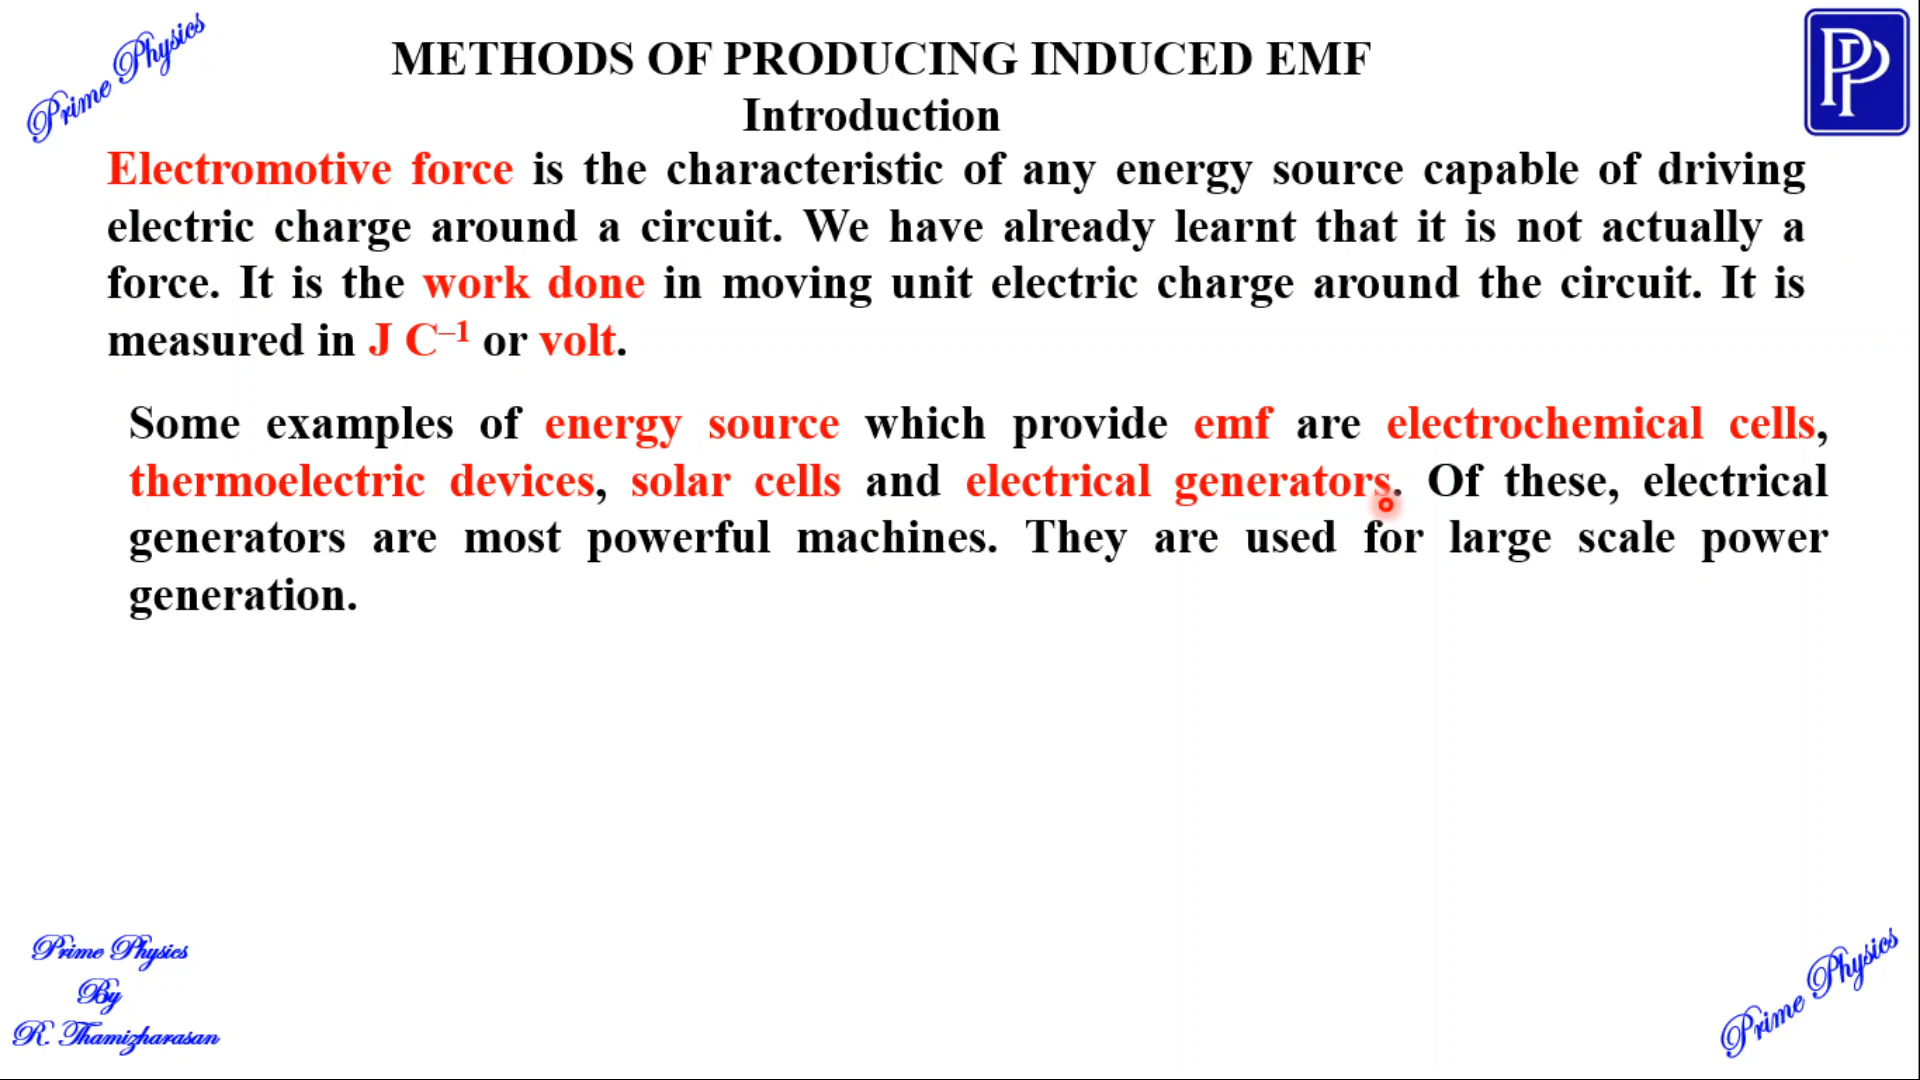 Prime Physics
METHODS OF PRODUCING INDUCED EMF
PP
Introduction
Electromotive force is the characteristic of any energy source capable of driving
electric charge around a circuit. We have already learnt that it is not actually a
force. It is the work done in moving unit electric charge around the circuit. It is
measured in J C⁻¹ or volt.
Some examples of energy source which provide emf are electrochemical cells,
thermoelectric devices, solar cells and electrical generators. Of these, electrical
generators are most powerful machines. They are used for large scale power
generation.
Prime Physics
By
R. Thamizharasan
Prime Physics